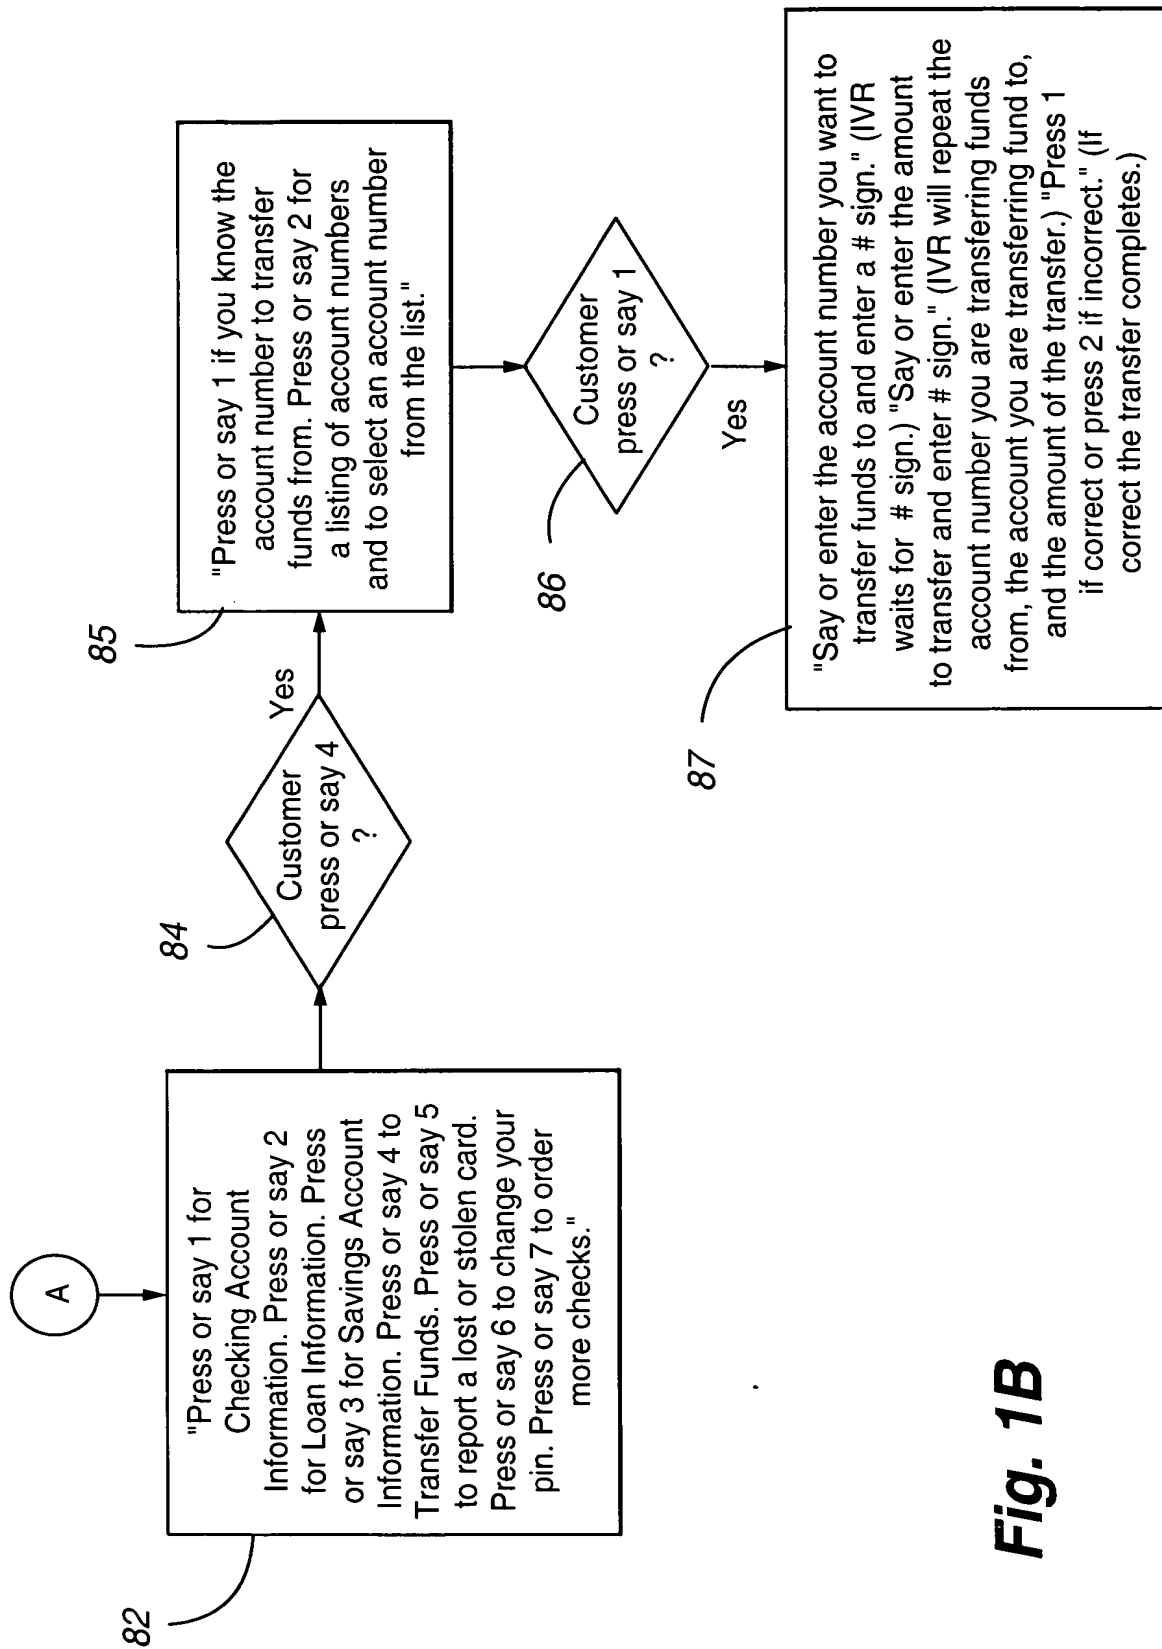 A
82
"Press or say 1 for
Checking Account
Information. Press or say 2
for Loan Information. Press
or say 3 for Savings Account
Information. Press or say 4 to
Transfer Funds. Press or say 5
to report a lost or stolen card.
Press or say 6 to change your
pin. Press or say 7 to order
more checks."
84
Customer
press or say 4
?
Yes
85
"Press or say 1 if you know the
account number to transfer
funds from. Press or say 2 for
a listing of account numbers
and to select an account number
from the list."
86
Customer
press or say 1
?
Yes
87
"Say or enter the account number you want to
transfer funds to and enter a # sign." (IVR
waits for # sign.) "Say or enter the amount
to transfer and enter # sign." (IVR will repeat the
account number you are transferring funds
from, the account you are transferring fund to,
and the amount of the transfer.) "Press 1
if correct or press 2 if incorrect." (If
correct the transfer completes.)
Fig. 1B